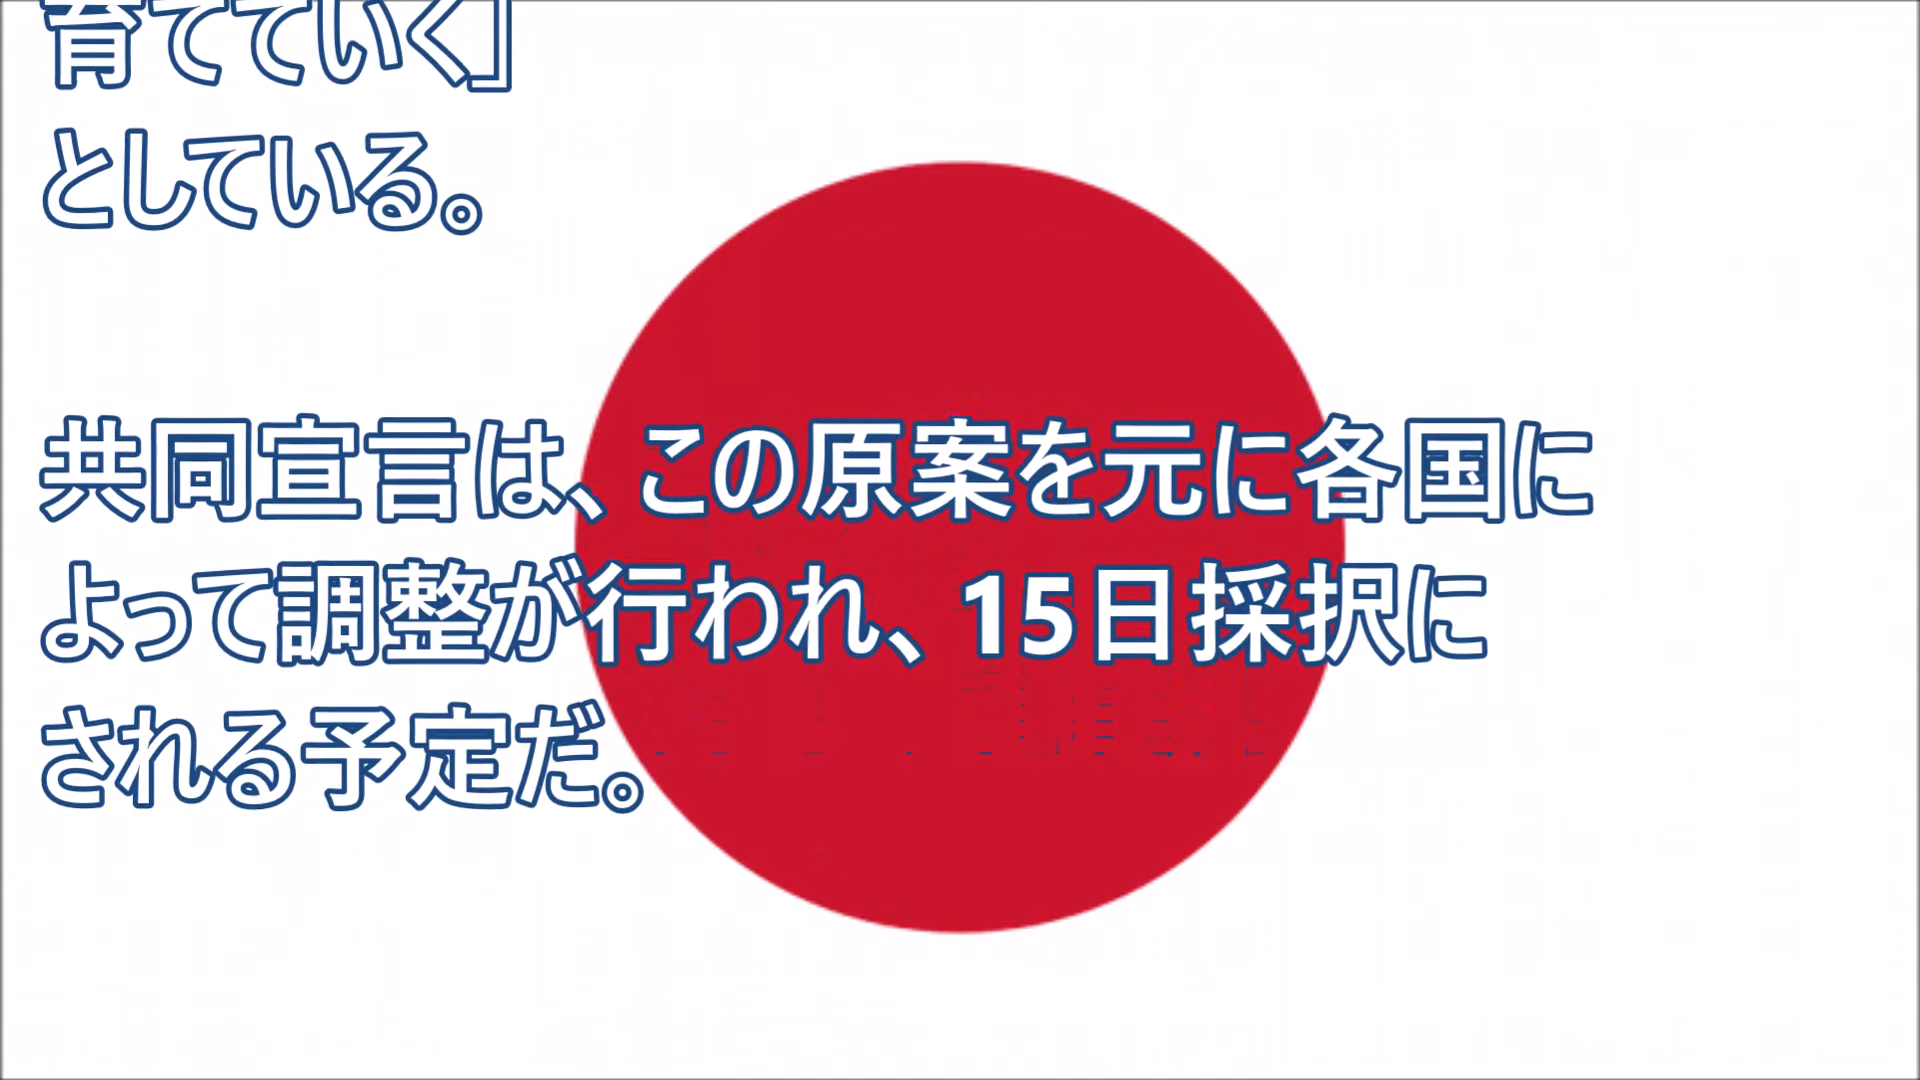 育てていく」
としている。
共同宣言は、この原案を元に各国に
よって調整が行われ、15日採択に
される予定だ。